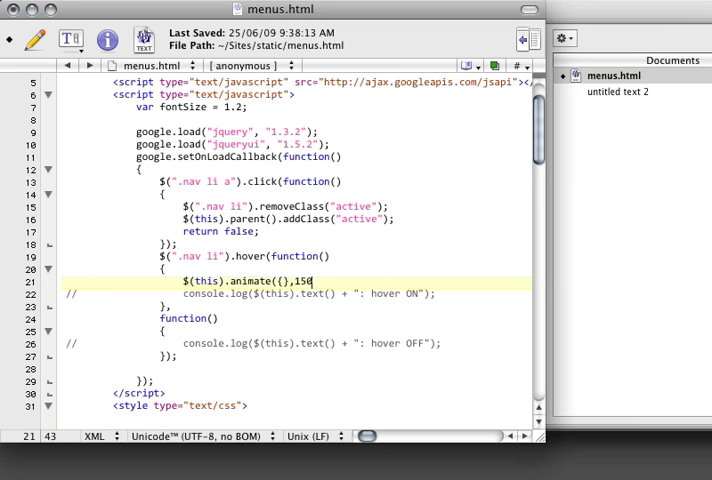 menus.html
Last Saved: 25/06/09 9:38:13 AM
File Path: ~/Sites/static/menus.html
T
i
TEXT
menus.html
[ anonymous ]
#
5 <script type="text/javascript" src="http://ajax.googleapis.com/jsapi"></
6 <script type="text/javascript">
7 var fontSize = 1.2;
8
9 google.load("jquery", "1.3.2");
10 google.load("jqueryui", "1.5.2");
11 google.setOnLoadCallback(function()
12 {
13 $(".nav li a").click(function()
14 {
15 $(".nav li").removeClass("active");
16 $(this).parent().addClass("active");
17 return false;
18 });
19 $(".nav li").hover(function()
20 {
21 $(this).animate({},150
22 // console.log($(this).text() + ": hover ON");
23 },
24 function()
25 {
26 // console.log($(this).text() + ": hover OFF");
27 });
28
29 });
30 </script>
31 <style type="text/css">
21 43 XML Unicode™ (UTF-8, no BOM) Unix (LF)
Documents
menus.html
untitled text 2